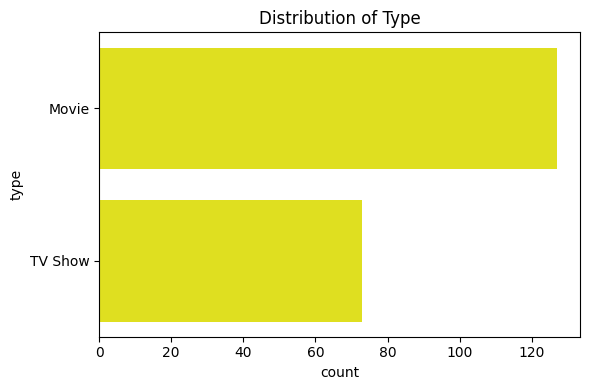 Distribution of Type
Movie
TV Show
type
0 20 40 60 80 100 120
count